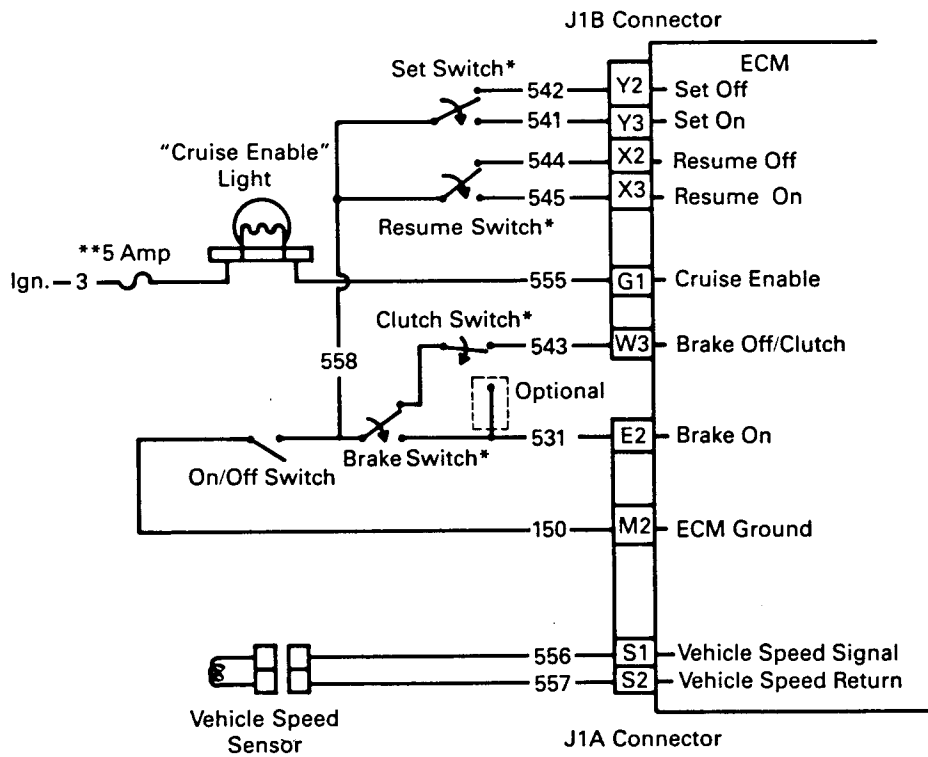 J1B Connector
ECM
Set Switch*
542
Y2
Set Off
541
Y3
Set On
"Cruise Enable"
Light
544
X2
Resume Off
545
X3
Resume On
Resume Switch*
**5 Amp
Ign.
3
555
G1
Cruise Enable
Clutch Switch*
543
W3
Brake Off/Clutch
558
Optional
531
E2
Brake On
Brake Switch*
On/Off Switch
150
M2
ECM Ground
556
S1
Vehicle Speed Signal
557
S2
Vehicle Speed Return
Vehicle Speed
Sensor
J1A Connector